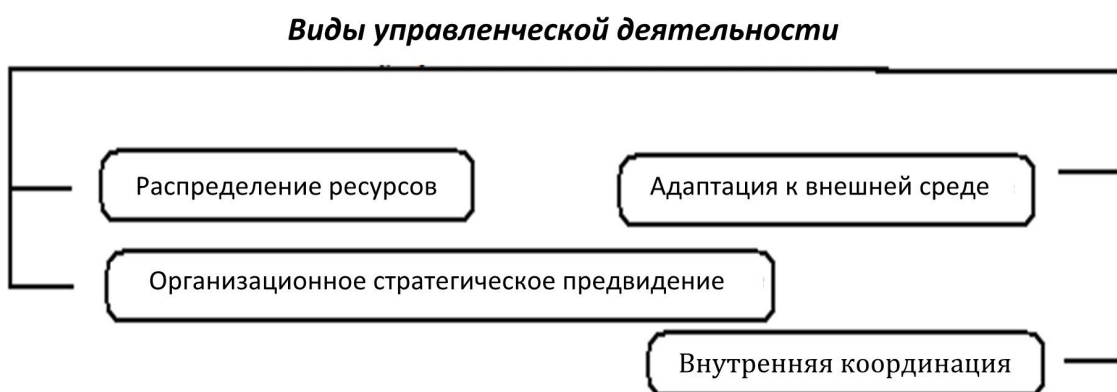 Виды управленческой деятельности
Распределение ресурсов
Адаптация к внешней среде
Организационное стратегическое предвидение
Внутренняя координация